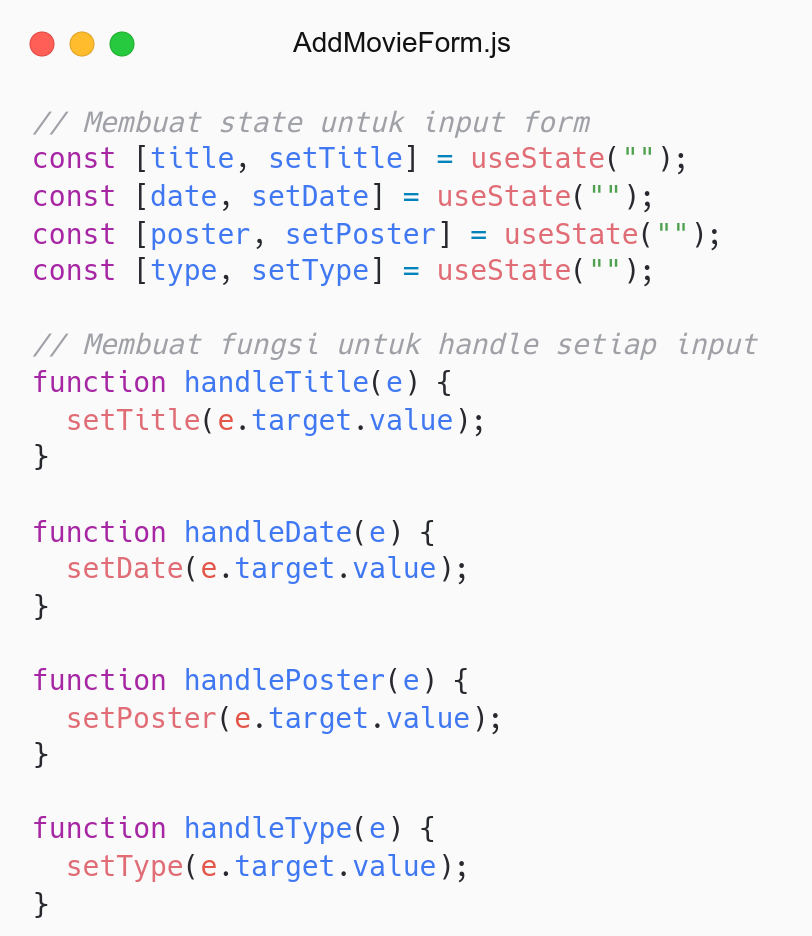 AddMovieForm.js
// Membuat state untuk input form
const [title, setTitle] = useState("");
const [date, setDate] = useState("");
const [poster, setPoster] = useState("");
const [type, setType] = useState("");
// Membuat fungsi untuk handle setiap input
function handleTitle(e) {
  setTitle(e.target.value);
}
function handleDate(e) {
  setDate(e.target.value);
}
function handlePoster(e) {
  setPoster(e.target.value);
}
function handleType(e) {
  setType(e.target.value);
}